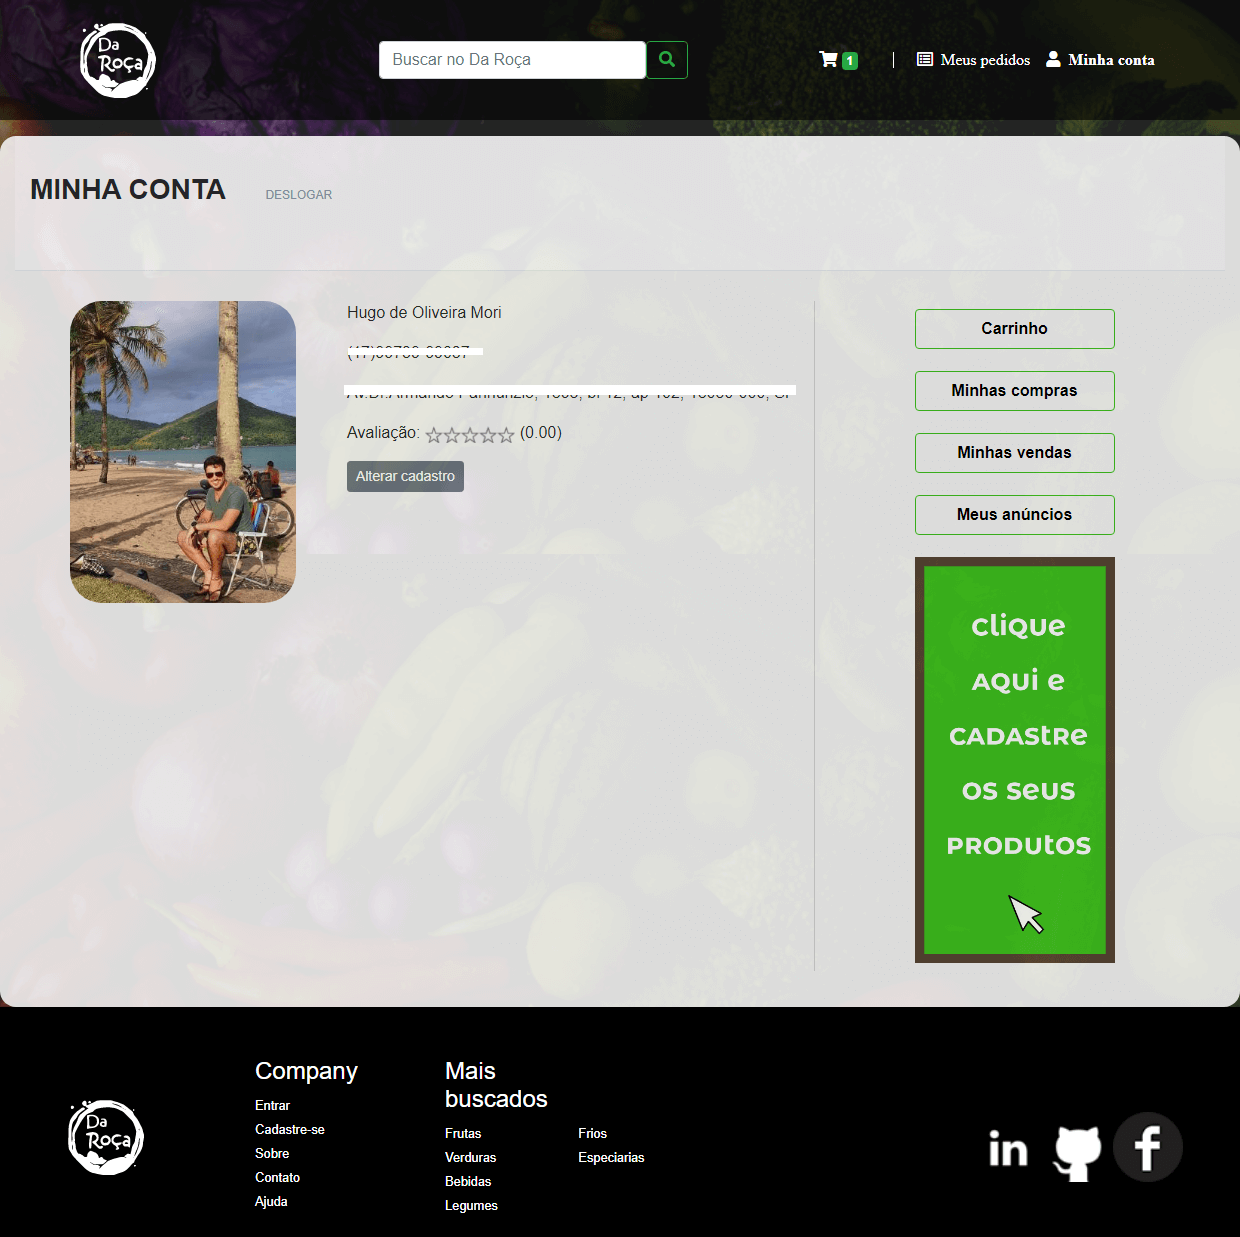 Da
Roça
Buscar no Da Roça
1
Meus pedidos
Minha conta
MINHA CONTA
DESLOGAR
Hugo de Oliveira Mori
Avaliação:
(0.00)
Alterar cadastro
Carrinho
Minhas compras
Minhas vendas
Meus anúncios
clique
aqui e
cadastre
os seus
produtos
Da
Roça
Company
Entrar
Cadastre-se
Sobre
Contato
Ajuda
Mais
buscados
Frutas
Verduras
Bebidas
Legumes
Frios
Especiarias
in
f